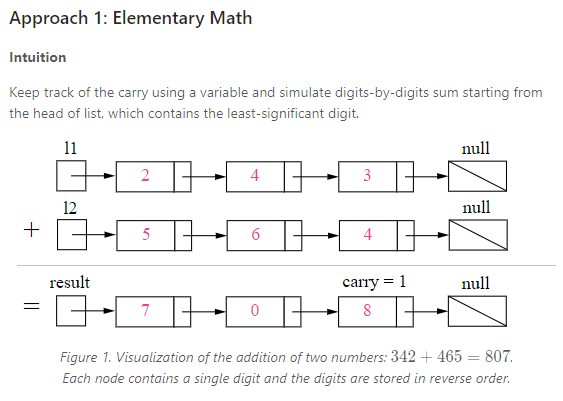 Approach 1: Elementary Math
Intuition
Keep track of the carry using a variable and simulate digits-by-digits sum starting from
the head of list, which contains the least-significant digit.
l1 null
2 4 3
l2 null
+ 5 6 4
result carry = 1 null
= 7 0 8
Figure 1. Visualization of the addition of two numbers: 342 + 465 = 807.
Each node contains a single digit and the digits are stored in reverse order.